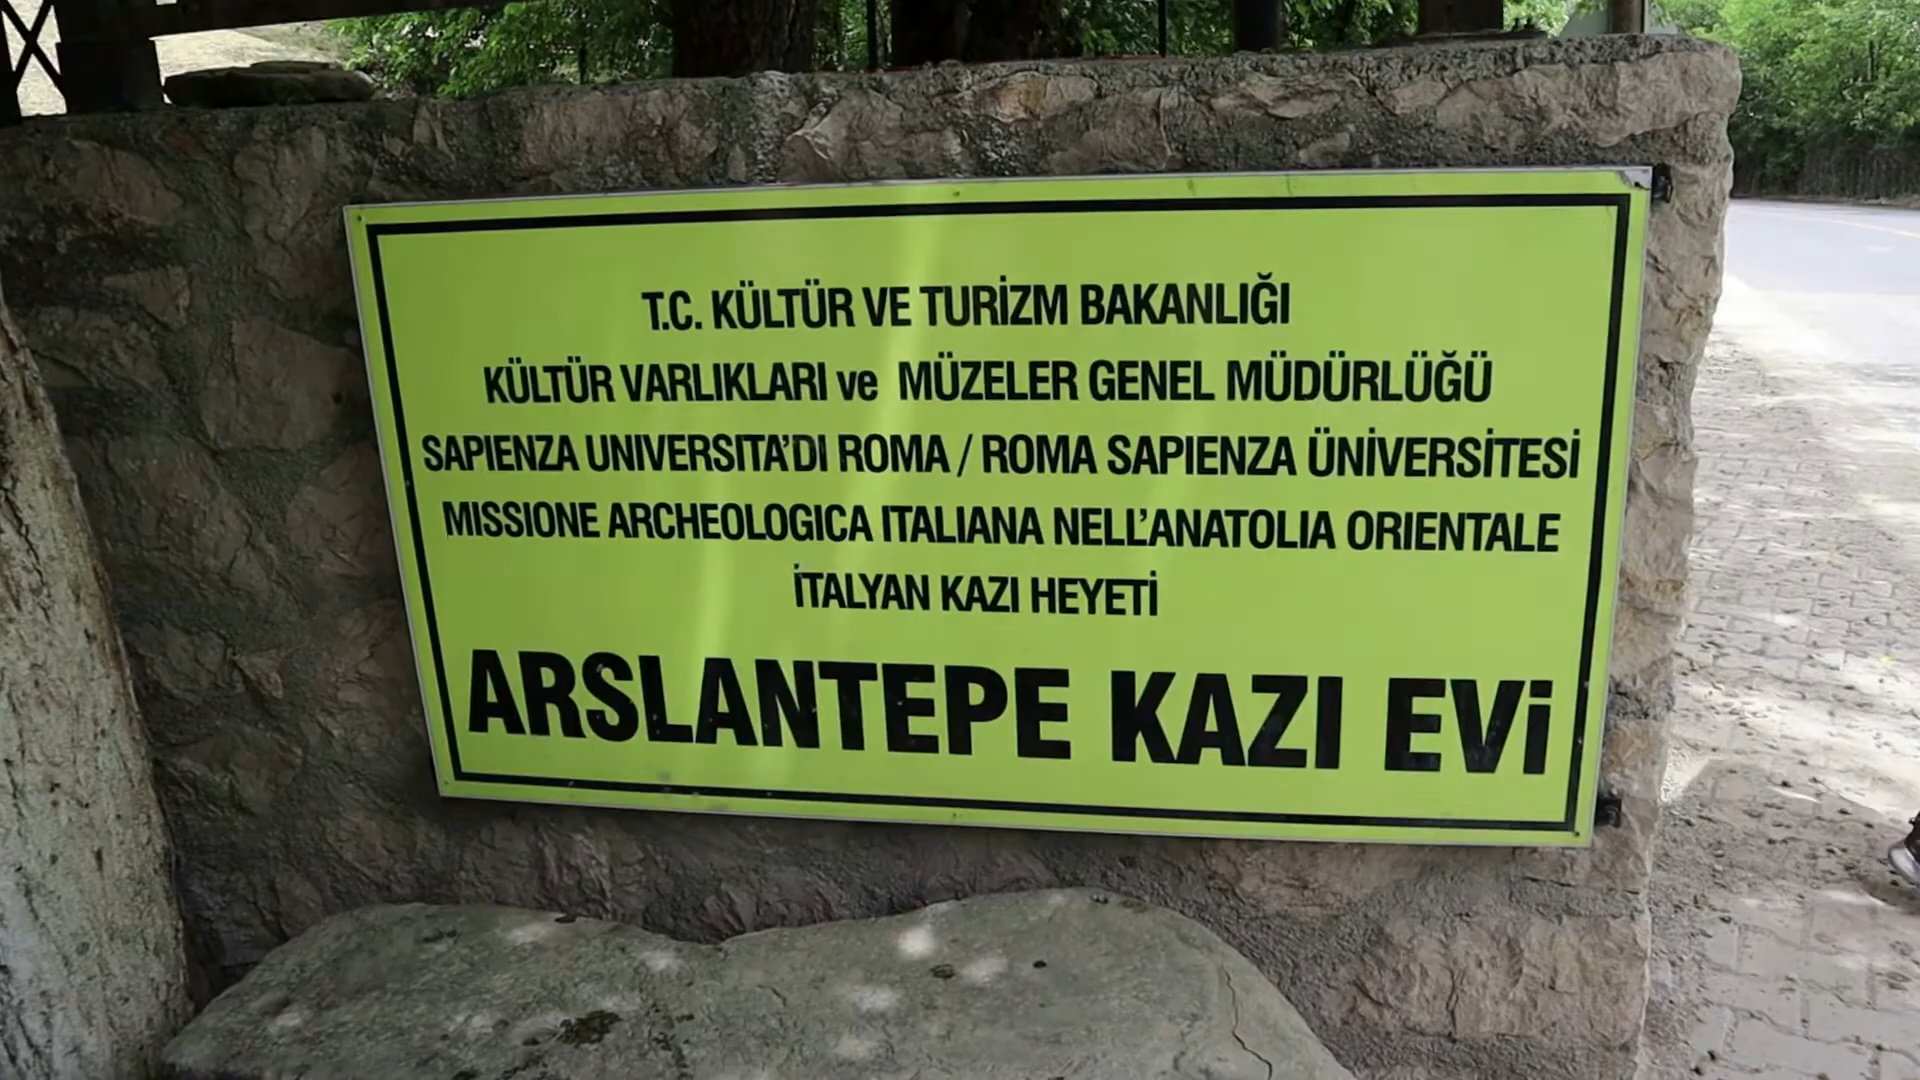 T.C. KÜLTÜR VE TURİZM BAKANLIĞI
KÜLTÜR VARLIKLARI ve MÜZELER GENEL MÜDÜRLÜĞÜ
SAPIENZA UNIVERSITA'DI ROMA / ROMA SAPIENZA ÜNİVERSİTESİ
MISSIONE ARCHEOLOGICA ITALIANA NELL'ANATOLIA ORIENTALE
İTALYAN KAZI HEYETİ
ARSLANTEPE KAZI EVİ